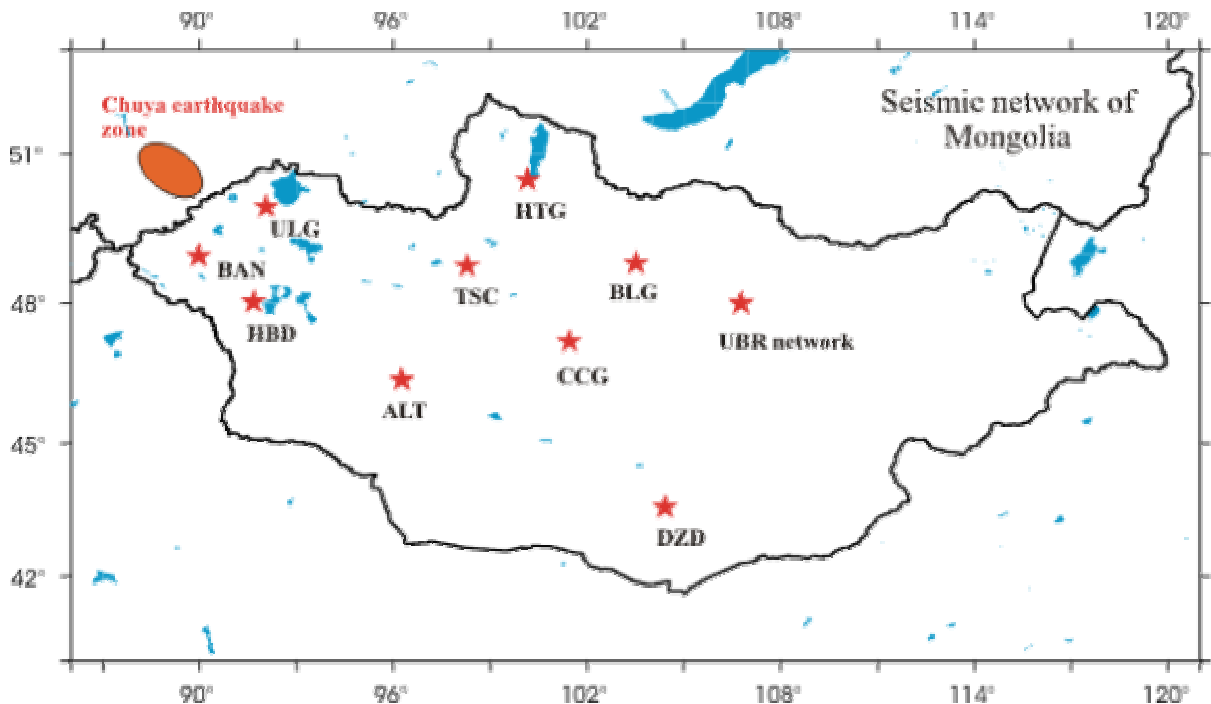 90° 96° 102° 108° 114° 120°
Chuya earthquake
zone
Seismic network of
Mongolia
51°
HTG
ULG
BAN
TSC
BLG
48°
HBD
UBR network
CCG
ALT
45°
DZD
42°
90° 96° 102° 108° 114° 120°